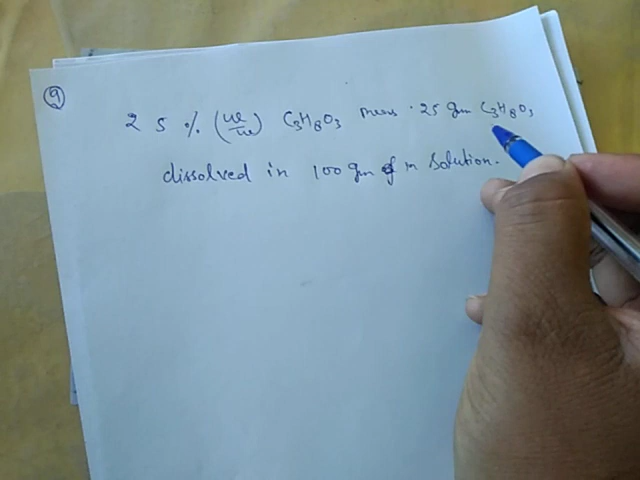 9
25 % (w/w) C3H8O3 means 25 gm C3H8O3
dissolved in 100 gm of solution.